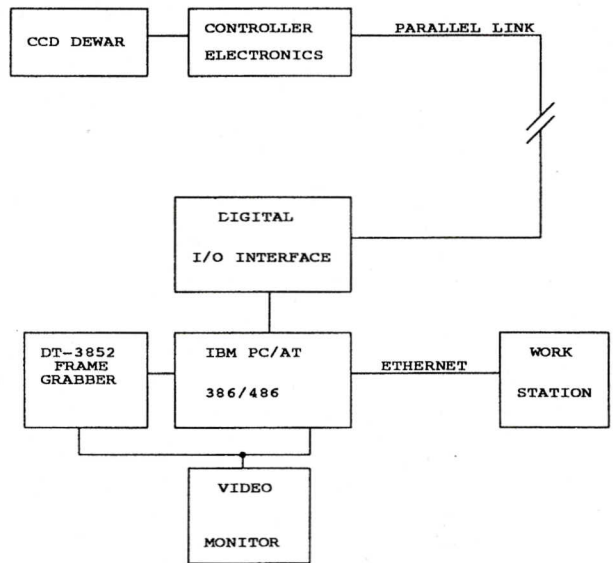 CCD DEWAR
CONTROLLER
ELECTRONICS
PARALLEL LINK
DIGITAL
I/O INTERFACE
DT-3852
FRAME
GRABBER
IBM PC/AT
386/486
ETHERNET
WORK
STATION
VIDEO
MONITOR